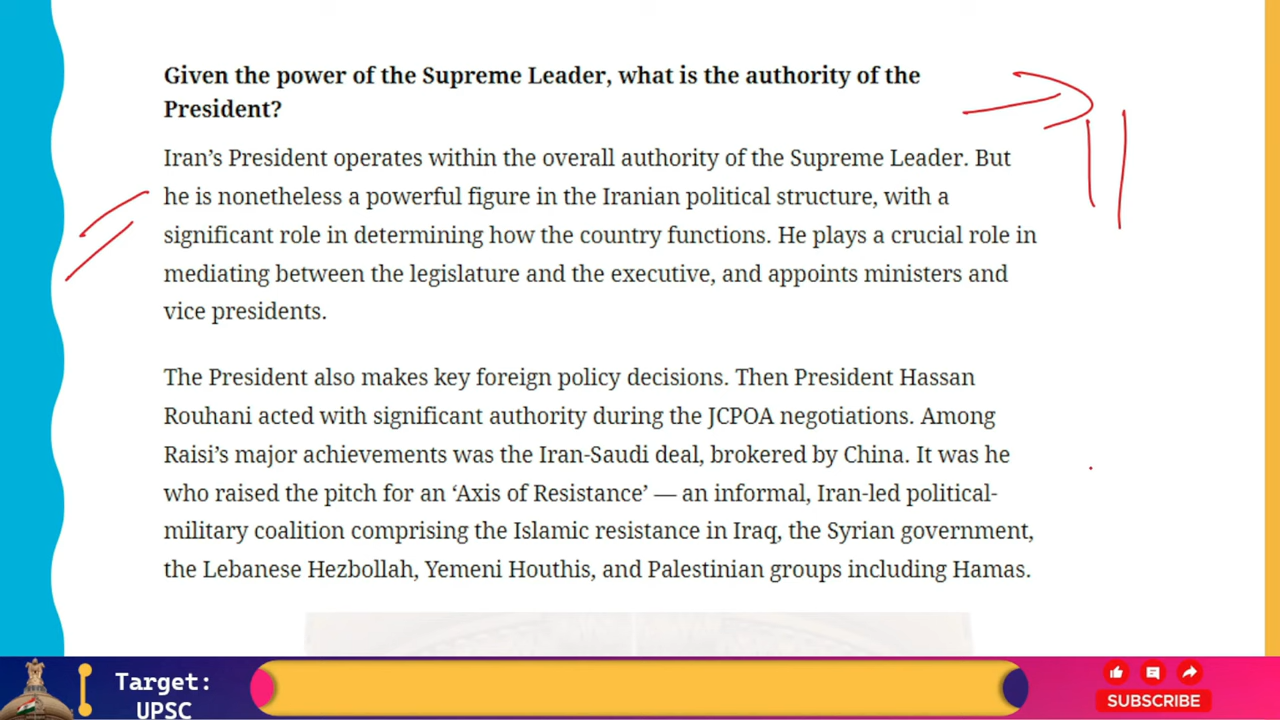 Given the power of the Supreme Leader, what is the authority of the
President?
Iran’s President operates within the overall authority of the Supreme Leader. But
he is nonetheless a powerful figure in the Iranian political structure, with a
significant role in determining how the country functions. He plays a crucial role in
mediating between the legislature and the executive, and appoints ministers and
vice presidents.
The President also makes key foreign policy decisions. Then President Hassan
Rouhani acted with significant authority during the JCPOA negotiations. Among
Raisi’s major achievements was the Iran-Saudi deal, brokered by China. It was he
who raised the pitch for an ‘Axis of Resistance’ — an informal, Iran-led political-
military coalition comprising the Islamic resistance in Iraq, the Syrian government,
the Lebanese Hezbollah, Yemeni Houthis, and Palestinian groups including Hamas.
Target:
UPSC
SUBSCRIBE